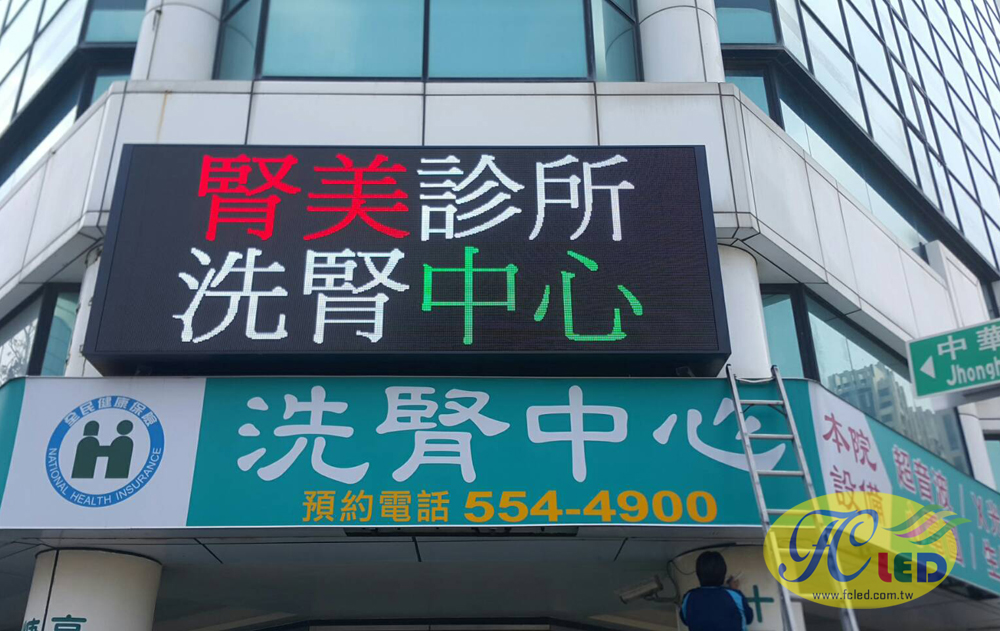 腎美診所
洗腎中心
全民健康保險
NATIONAL HEALTH INSURANCE
洗腎中心
預約電話 554-4900
本院
設備
超音波
中華
Jhongh
FC LED
www.fcled.com.tw